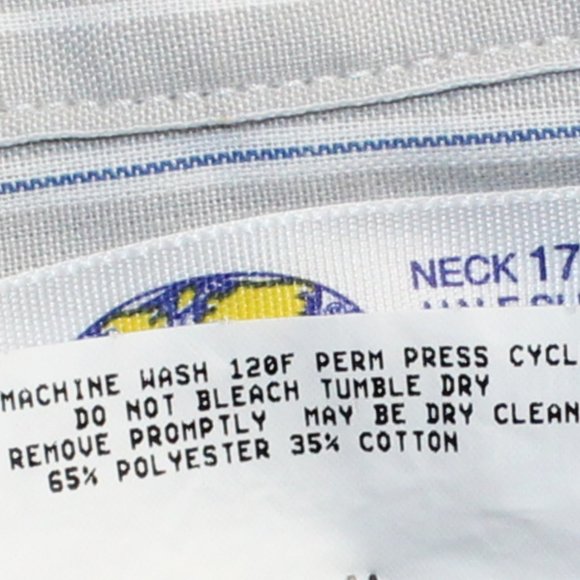 NECK 17
MACHINE WASH 120F PERM PRESS CYCL
DO NOT BLEACH TUMBLE DRY
REMOVE PROMPTLY MAY BE DRY CLEAN
65% POLYESTER 35% COTTON